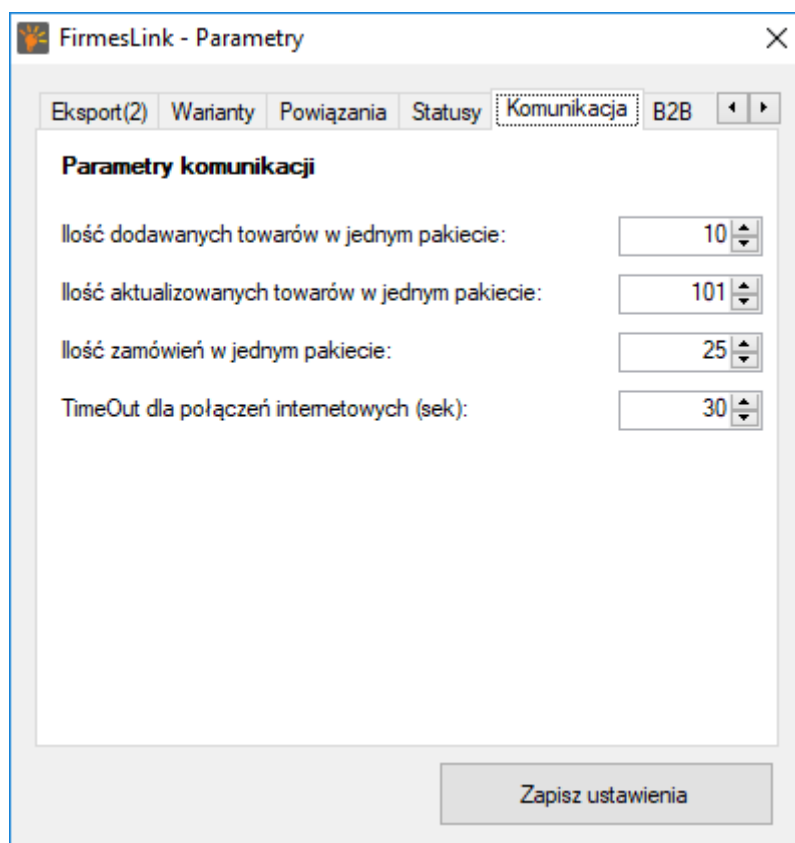 FirmesLink - Parametry
Eksport(2) Warianty Powiązania Statusy Komunikacja B2B
Parametry komunikacji
Ilość dodawanych towarów w jednym pakiecie: 10
Ilość aktualizowanych towarów w jednym pakiecie: 101
Ilość zamówień w jednym pakiecie: 25
TimeOut dla połączeń internetowych (sek): 30
Zapisz ustawienia